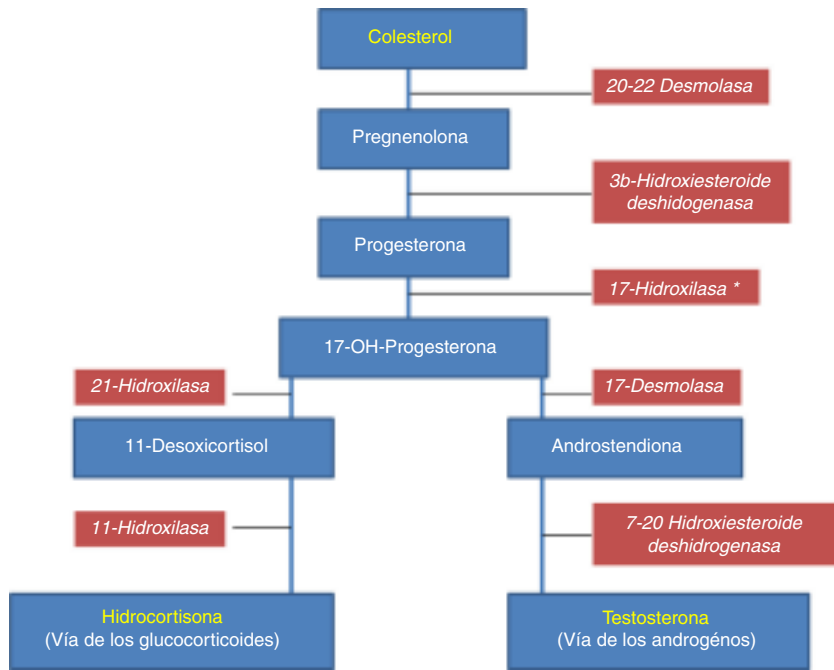 Colesterol
20-22 Desmolasa
Pregnenolona
3b-Hidroxiesteroide
deshidogenasa
Progesterona
17-Hidroxilasa *
17-OH-Progesterona
21-Hidroxilasa
17-Desmolasa
11-Desoxicortisol
Androstendiona
11-Hidroxilasa
7-20 Hidroxiesteroide
deshidrogenasa
Hidrocortisona
(Vía de los glucocorticoides)
Testosterona
(Vía de los androgénos)